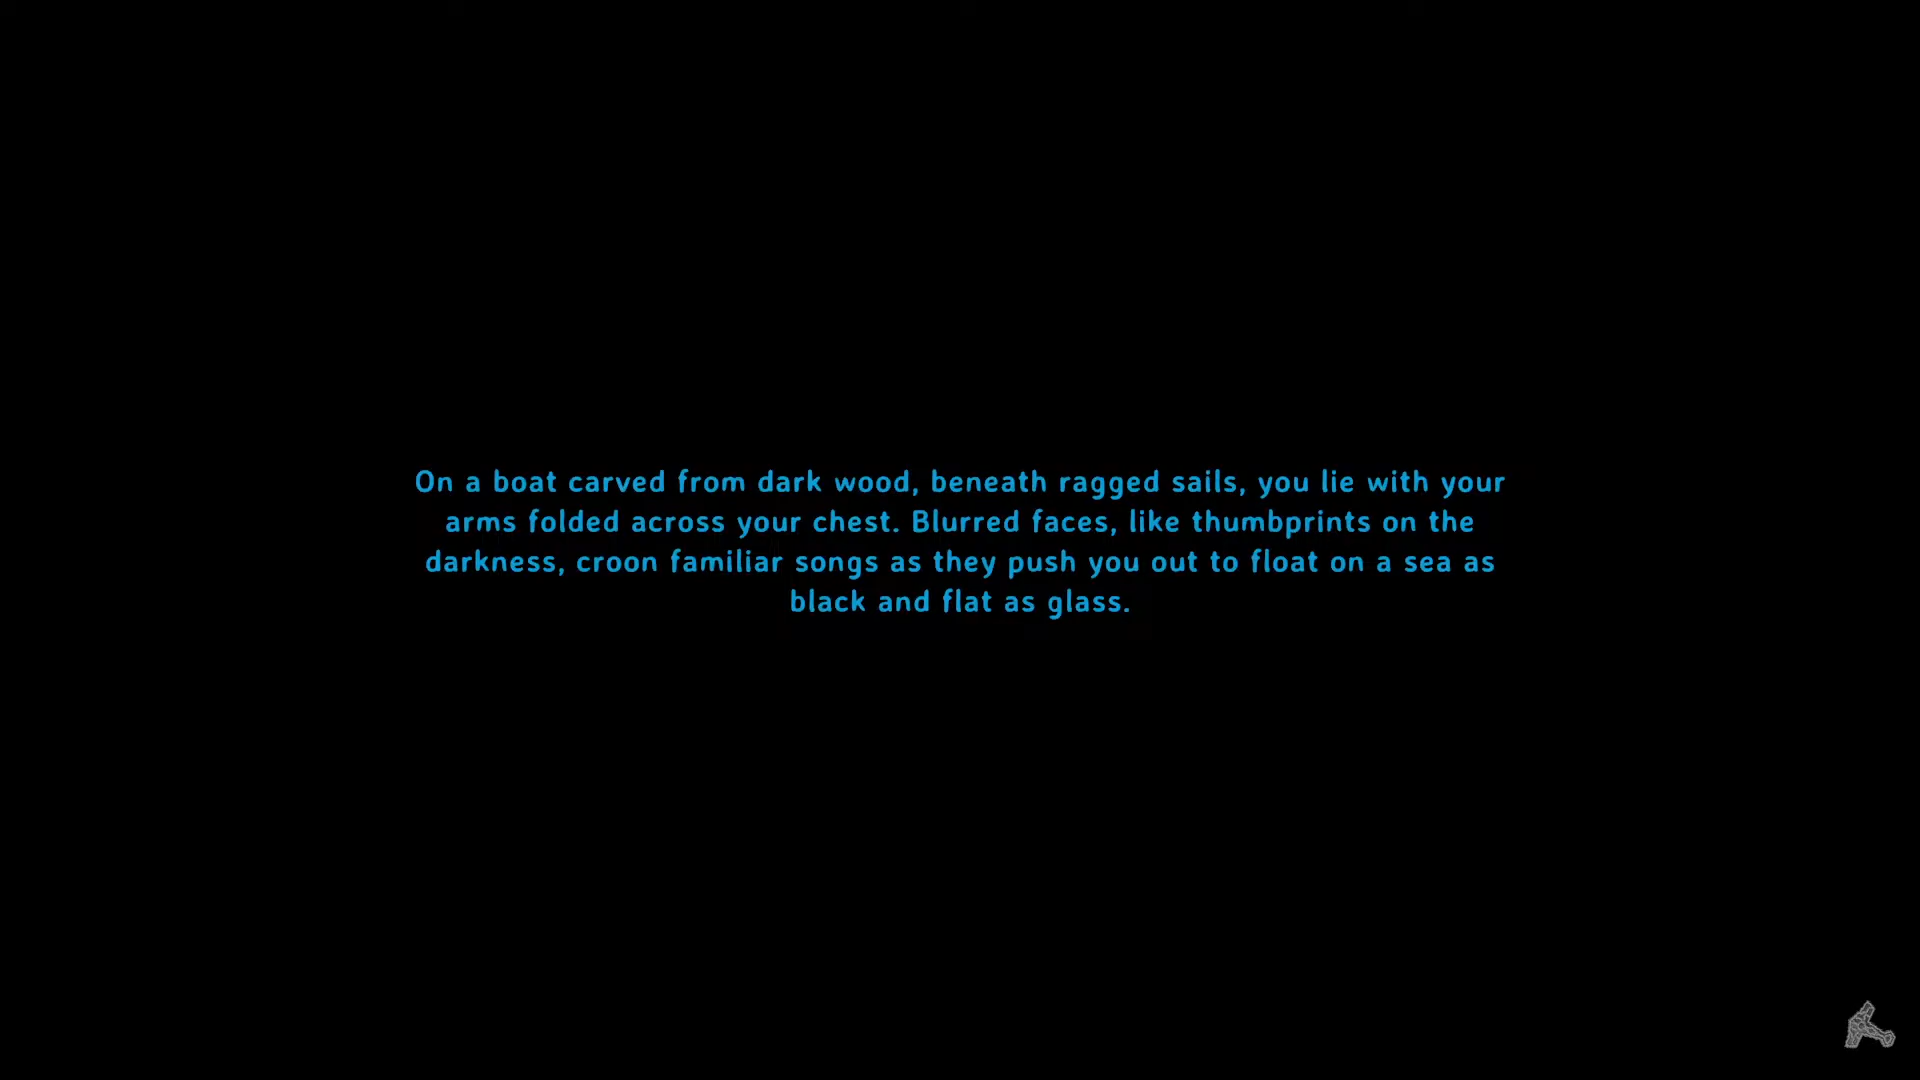 On a boat carved from dark wood, beneath ragged sails, you lie with your
arms folded across your chest. Blurred faces, like thumbprints on the
darkness, croon familiar songs as they push you out to float on a sea as
black and flat as glass.